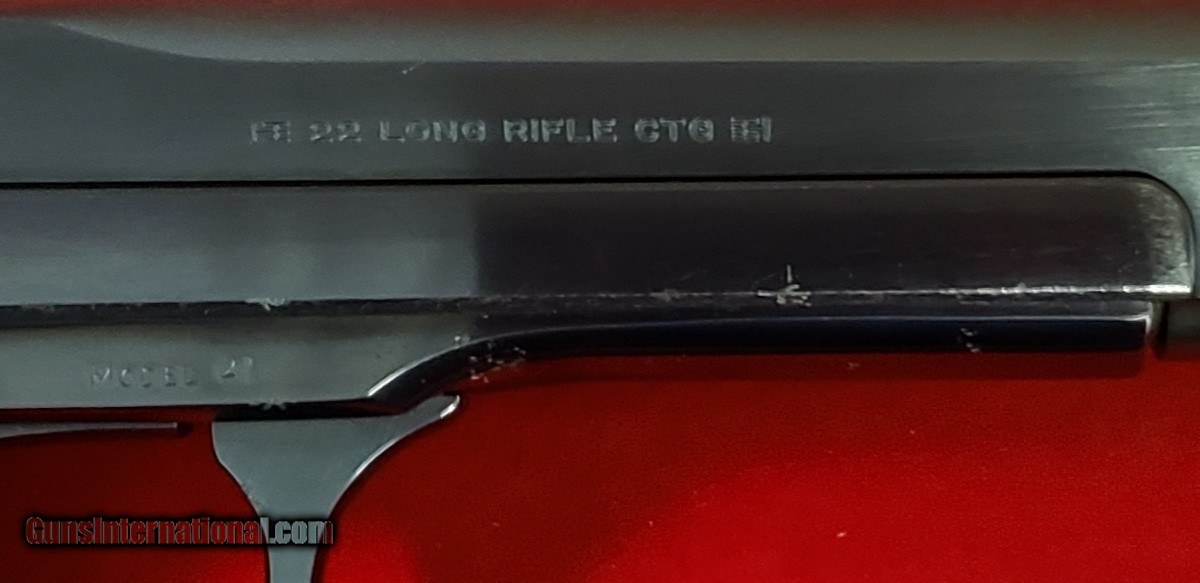 22 LONG RIFLE CTG
MODEL 41
GunsInternational.com